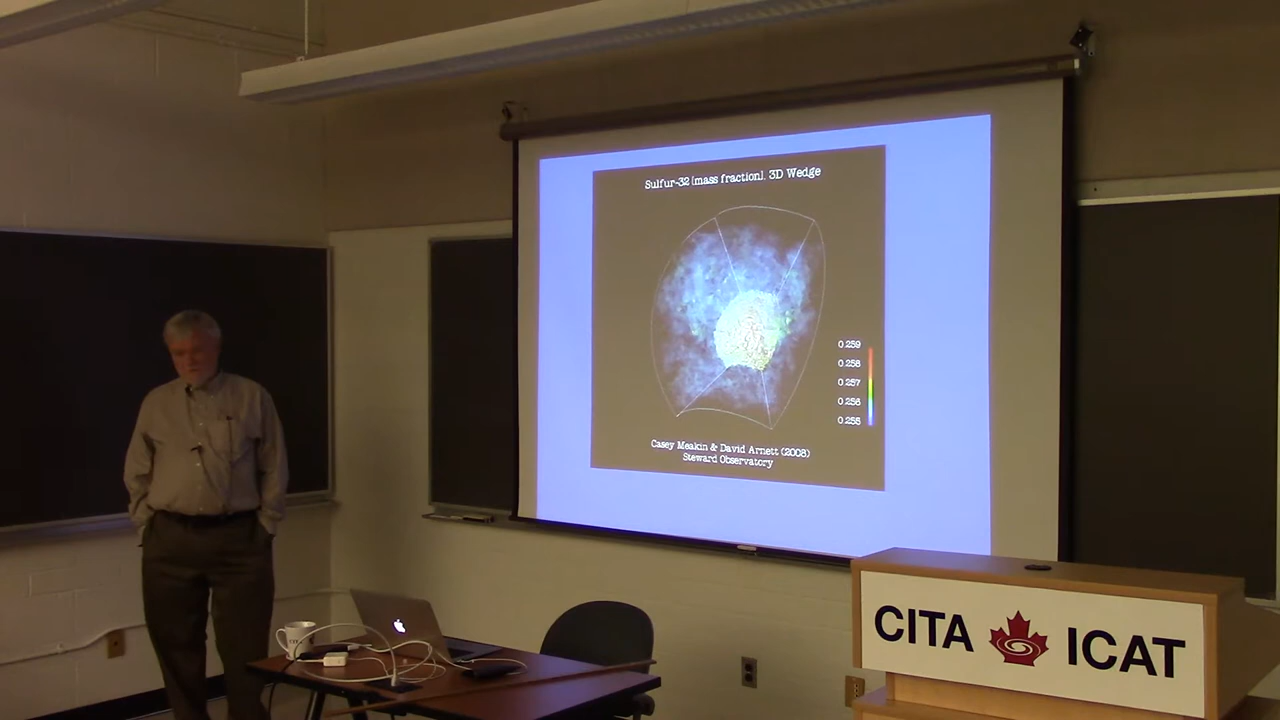 Sulfur-32 (mass fraction), 3D Wedge
0.259
0.258
0.257
0.256
0.255
Casey Meakin & David Arnett (2008)
Steward Observatory
CITA ICAT